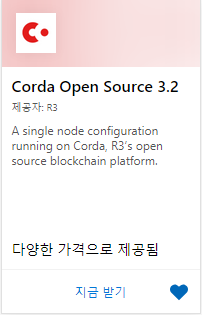 Corda Open Source 3.2
제공자: R3
A single node configuration
running on Corda, R3's open
source blockchain platform.
다양한 가격으로 제공됨
지금 받기